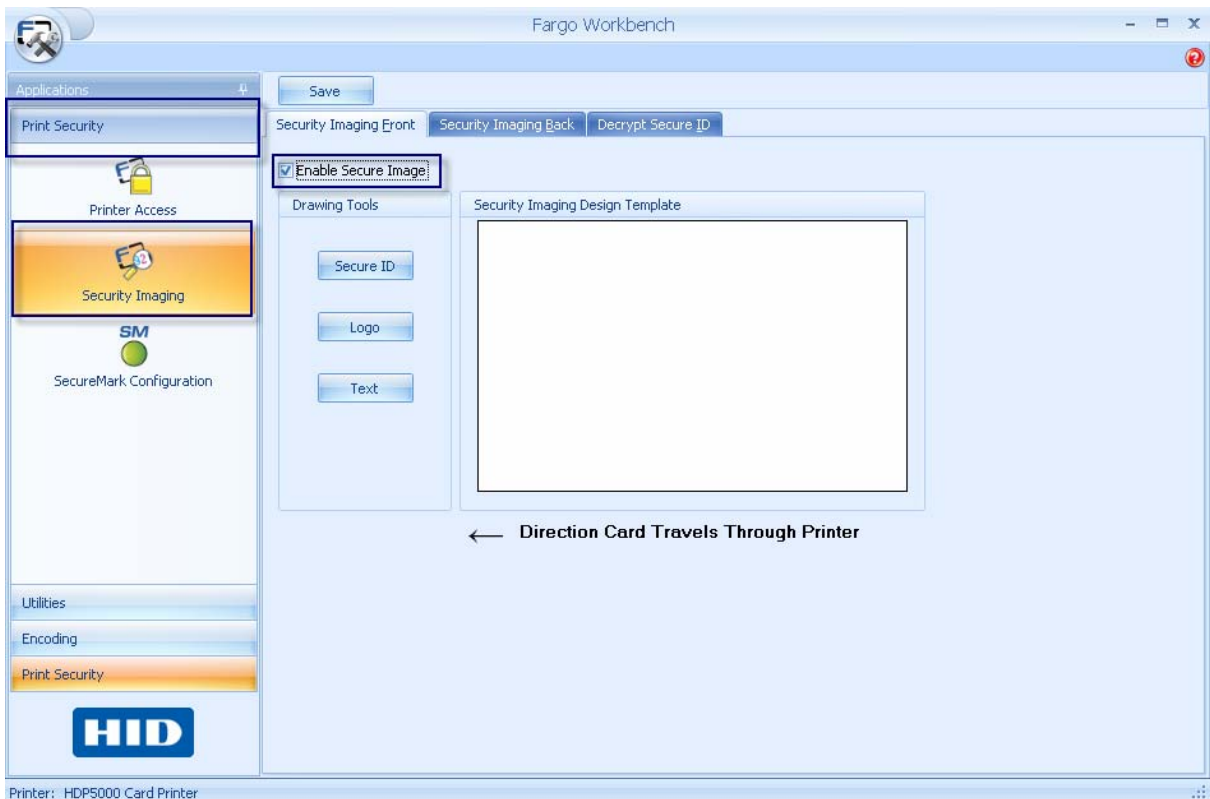 Fargo Workbench
Applications
Print Security
Printer Access
Security Imaging
SM
SecureMark Configuration
Utilities
Encoding
Print Security
HID
Save
Security Imaging Front
Security Imaging Back
Decrypt Secure ID
Enable Secure Image
Drawing Tools
Secure ID
Logo
Text
Security Imaging Design Template
← Direction Card Travels Through Printer
Printer: HDP5000 Card Printer